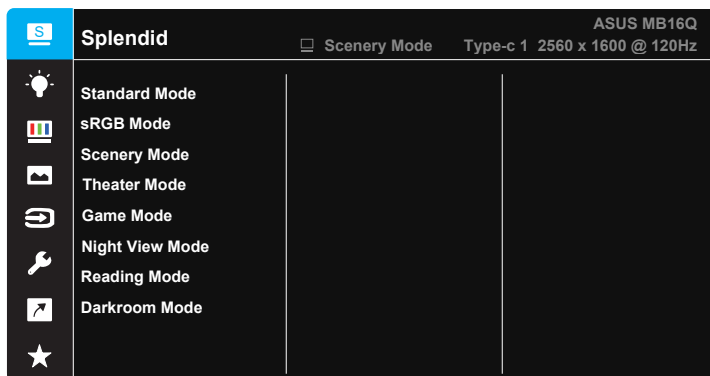 S
Splendid
ASUS MB16Q
Scenery Mode Type-c 1 2560 x 1600 @ 120Hz
Standard Mode
sRGB Mode
Scenery Mode
Theater Mode
Game Mode
Night View Mode
Reading Mode
Darkroom Mode